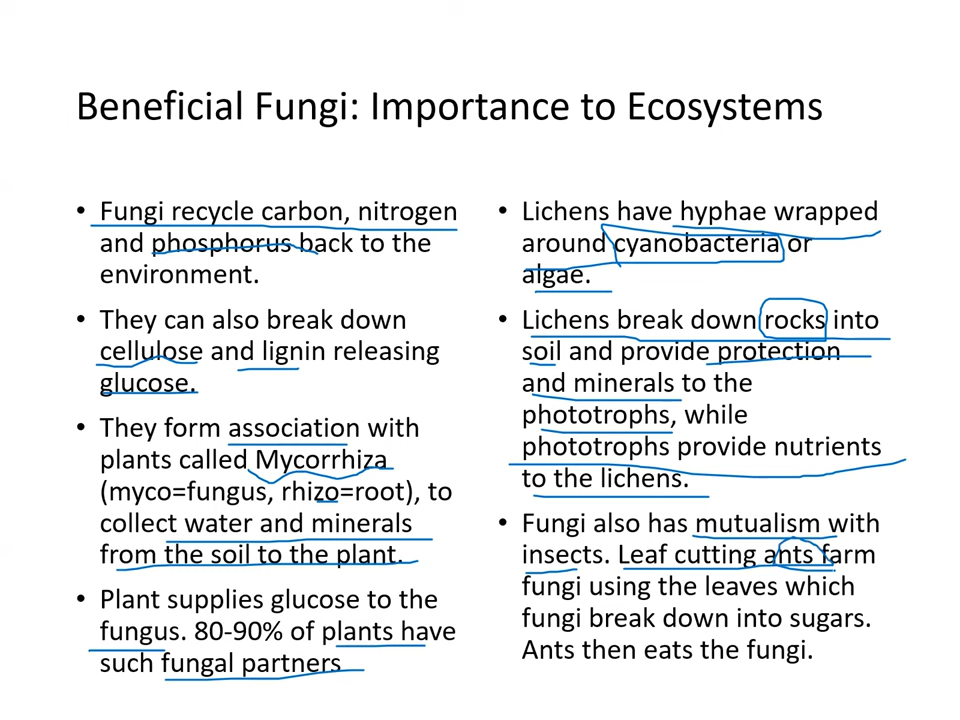 Beneficial Fungi: Importance to Ecosystems
• Fungi recycle carbon, nitrogen
and phosphorus back to the
environment.
• They can also break down
cellulose and lignin releasing
glucose.
• They form association with
plants called Mycorrhiza
(myco=fungus, rhizo=root), to
collect water and minerals
from the soil to the plant.
• Plant supplies glucose to the
fungus. 80-90% of plants have
such fungal partners
• Lichens have hyphae wrapped
around cyanobacteria or
algae.
• Lichens break down rocks into
soil and provide protection
and minerals to the
phototrophs, while
phototrophs provide nutrients
to the lichens.
• Fungi also has mutualism with
insects. Leaf cutting ants farm
fungi using the leaves which
fungi break down into sugars.
Ants then eats the fungi.